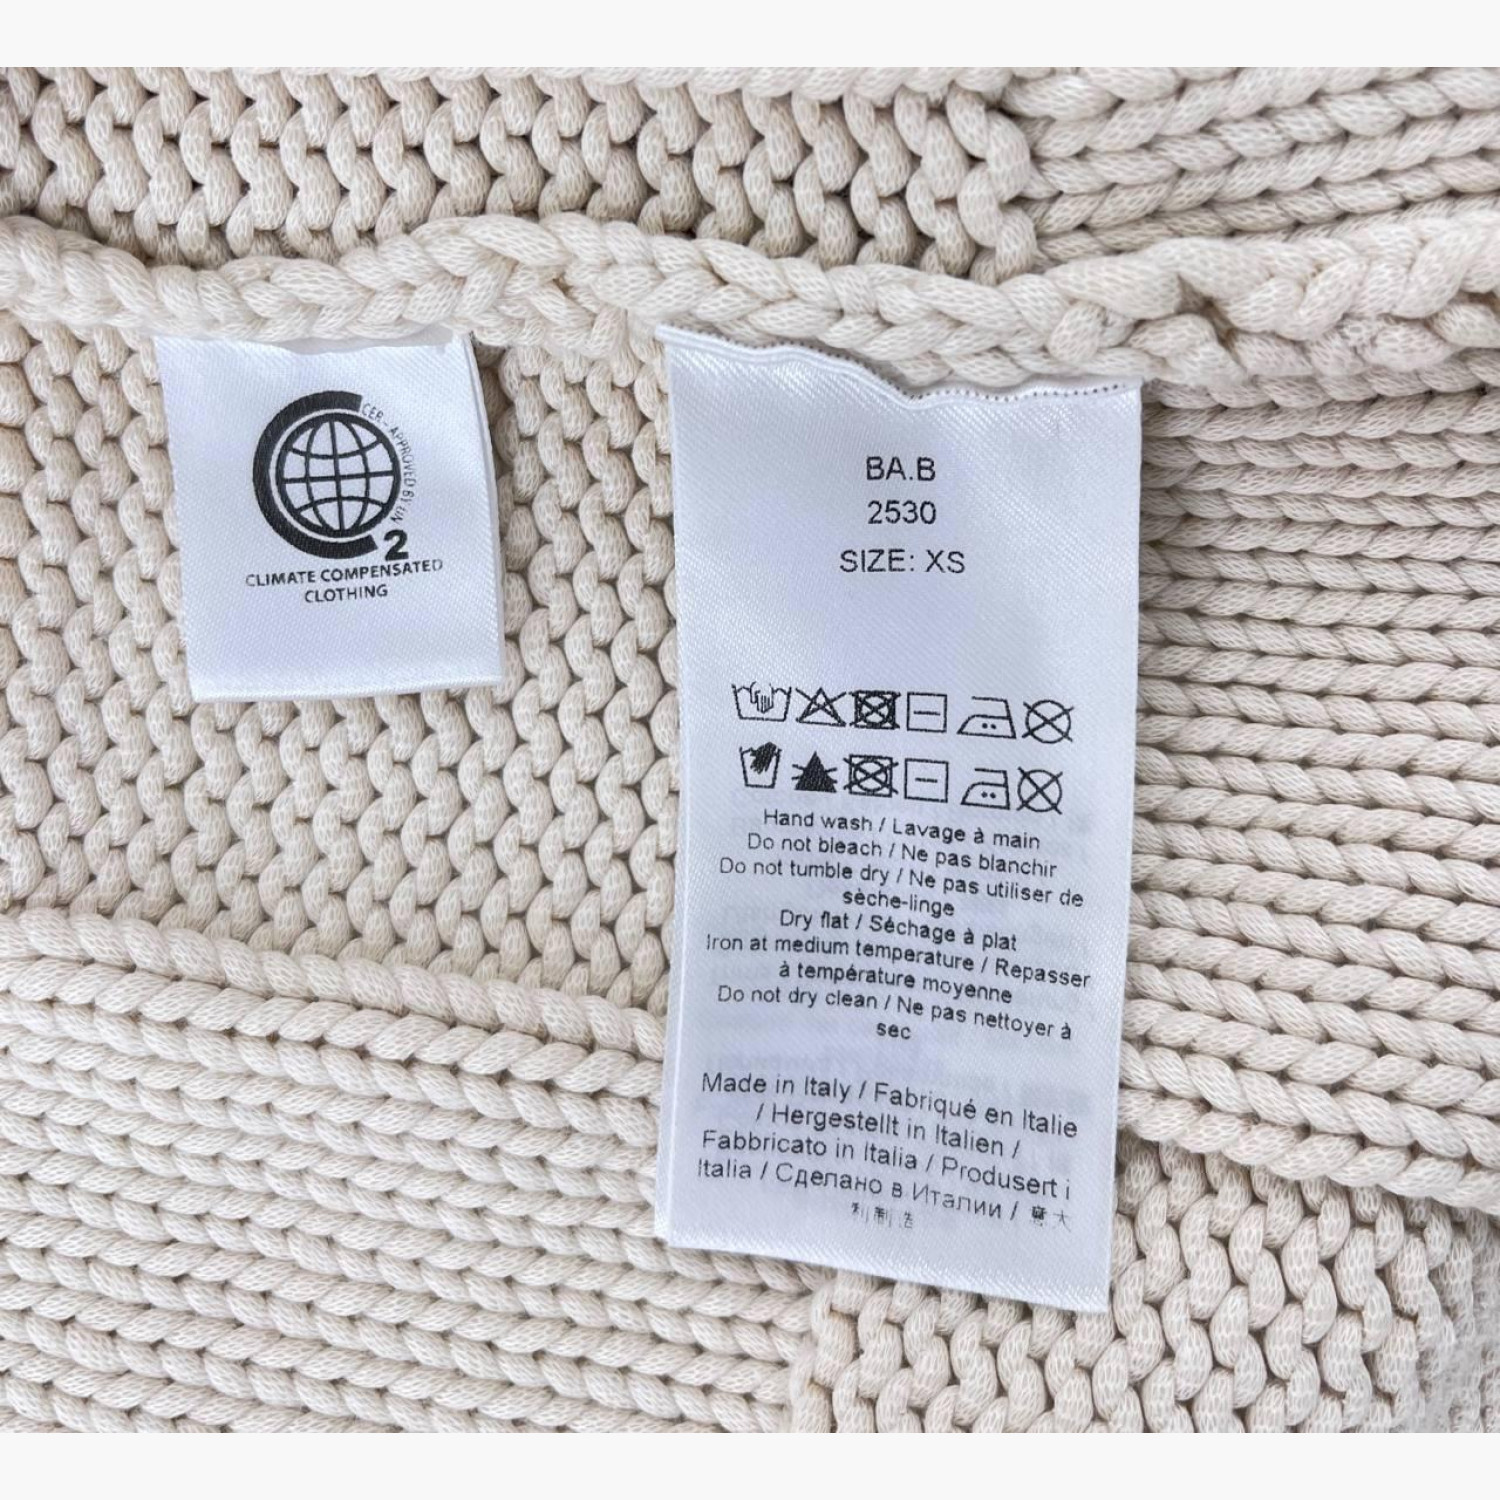 CER - APPROVED BY UN
2
CLIMATE COMPENSATED
CLOTHING
BA.B
2530
SIZE: XS
Hand wash / Lavage à main
Do not bleach / Ne pas blanchir
Do not tumble dry / Ne pas utiliser de
sèche-linge
Dry flat / Séchage à plat
Iron at medium temperature / Repasser
à température moyenne
Do not dry clean / Ne pas nettoyer à
sec
Made in Italy / Fabriqué en Italie
/ Hergestellt in Italien /
Fabbricato in Italia / Produsert i
Italia / Сделано в Италии / 意大
利制造